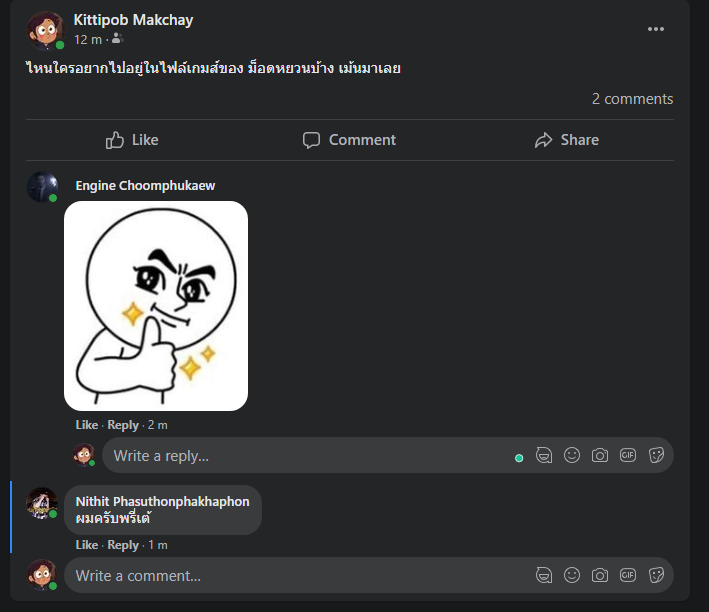 Kittipob Makchay
12 m ·
ไหนใครอยากไปอยู่ในไฟล์เกมส์ของ ม็อดหยวนบ้าง เม้นมาเลย
2 comments
Like Comment Share
Engine Choomphukaew
Like · Reply · 2 m
Write a reply...
GIF
Nithit Phasuthonphakhaphon
ผมครับพรี่เต้
Like · Reply · 1 m
Write a comment...
GIF